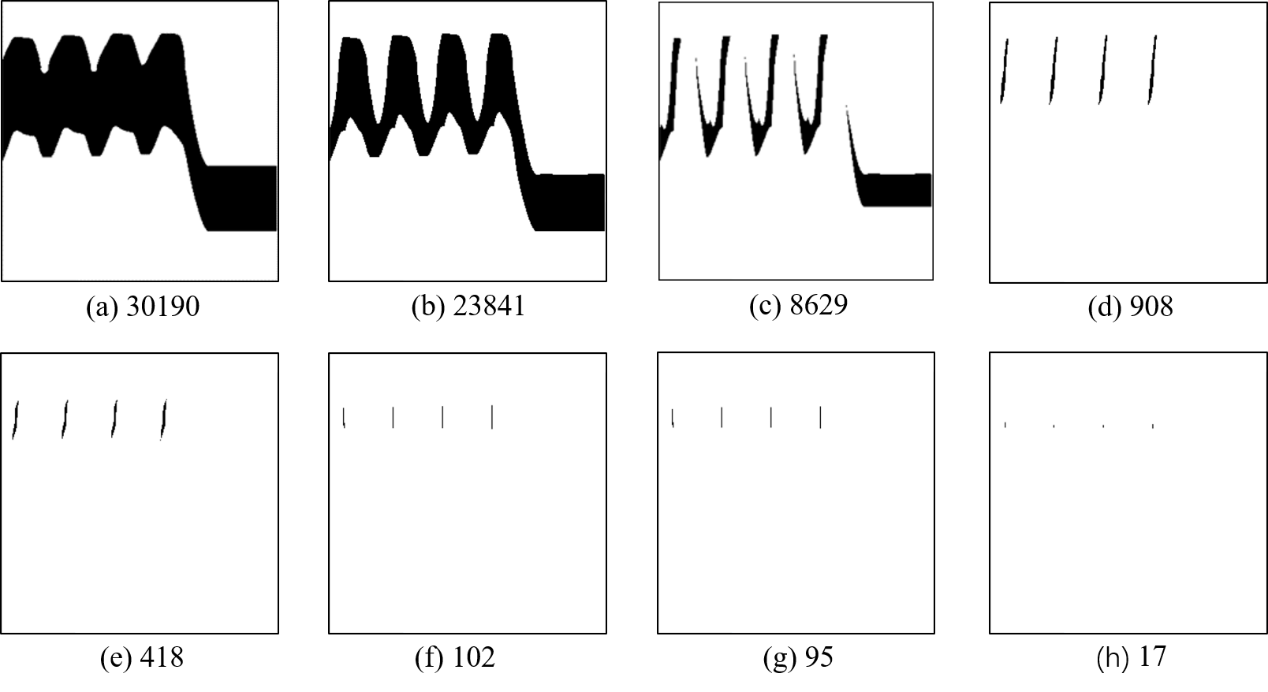 (a) 30190
(b) 23841
(c) 8629
(d) 908
(e) 418
(f) 102
(g) 95
(h) 17